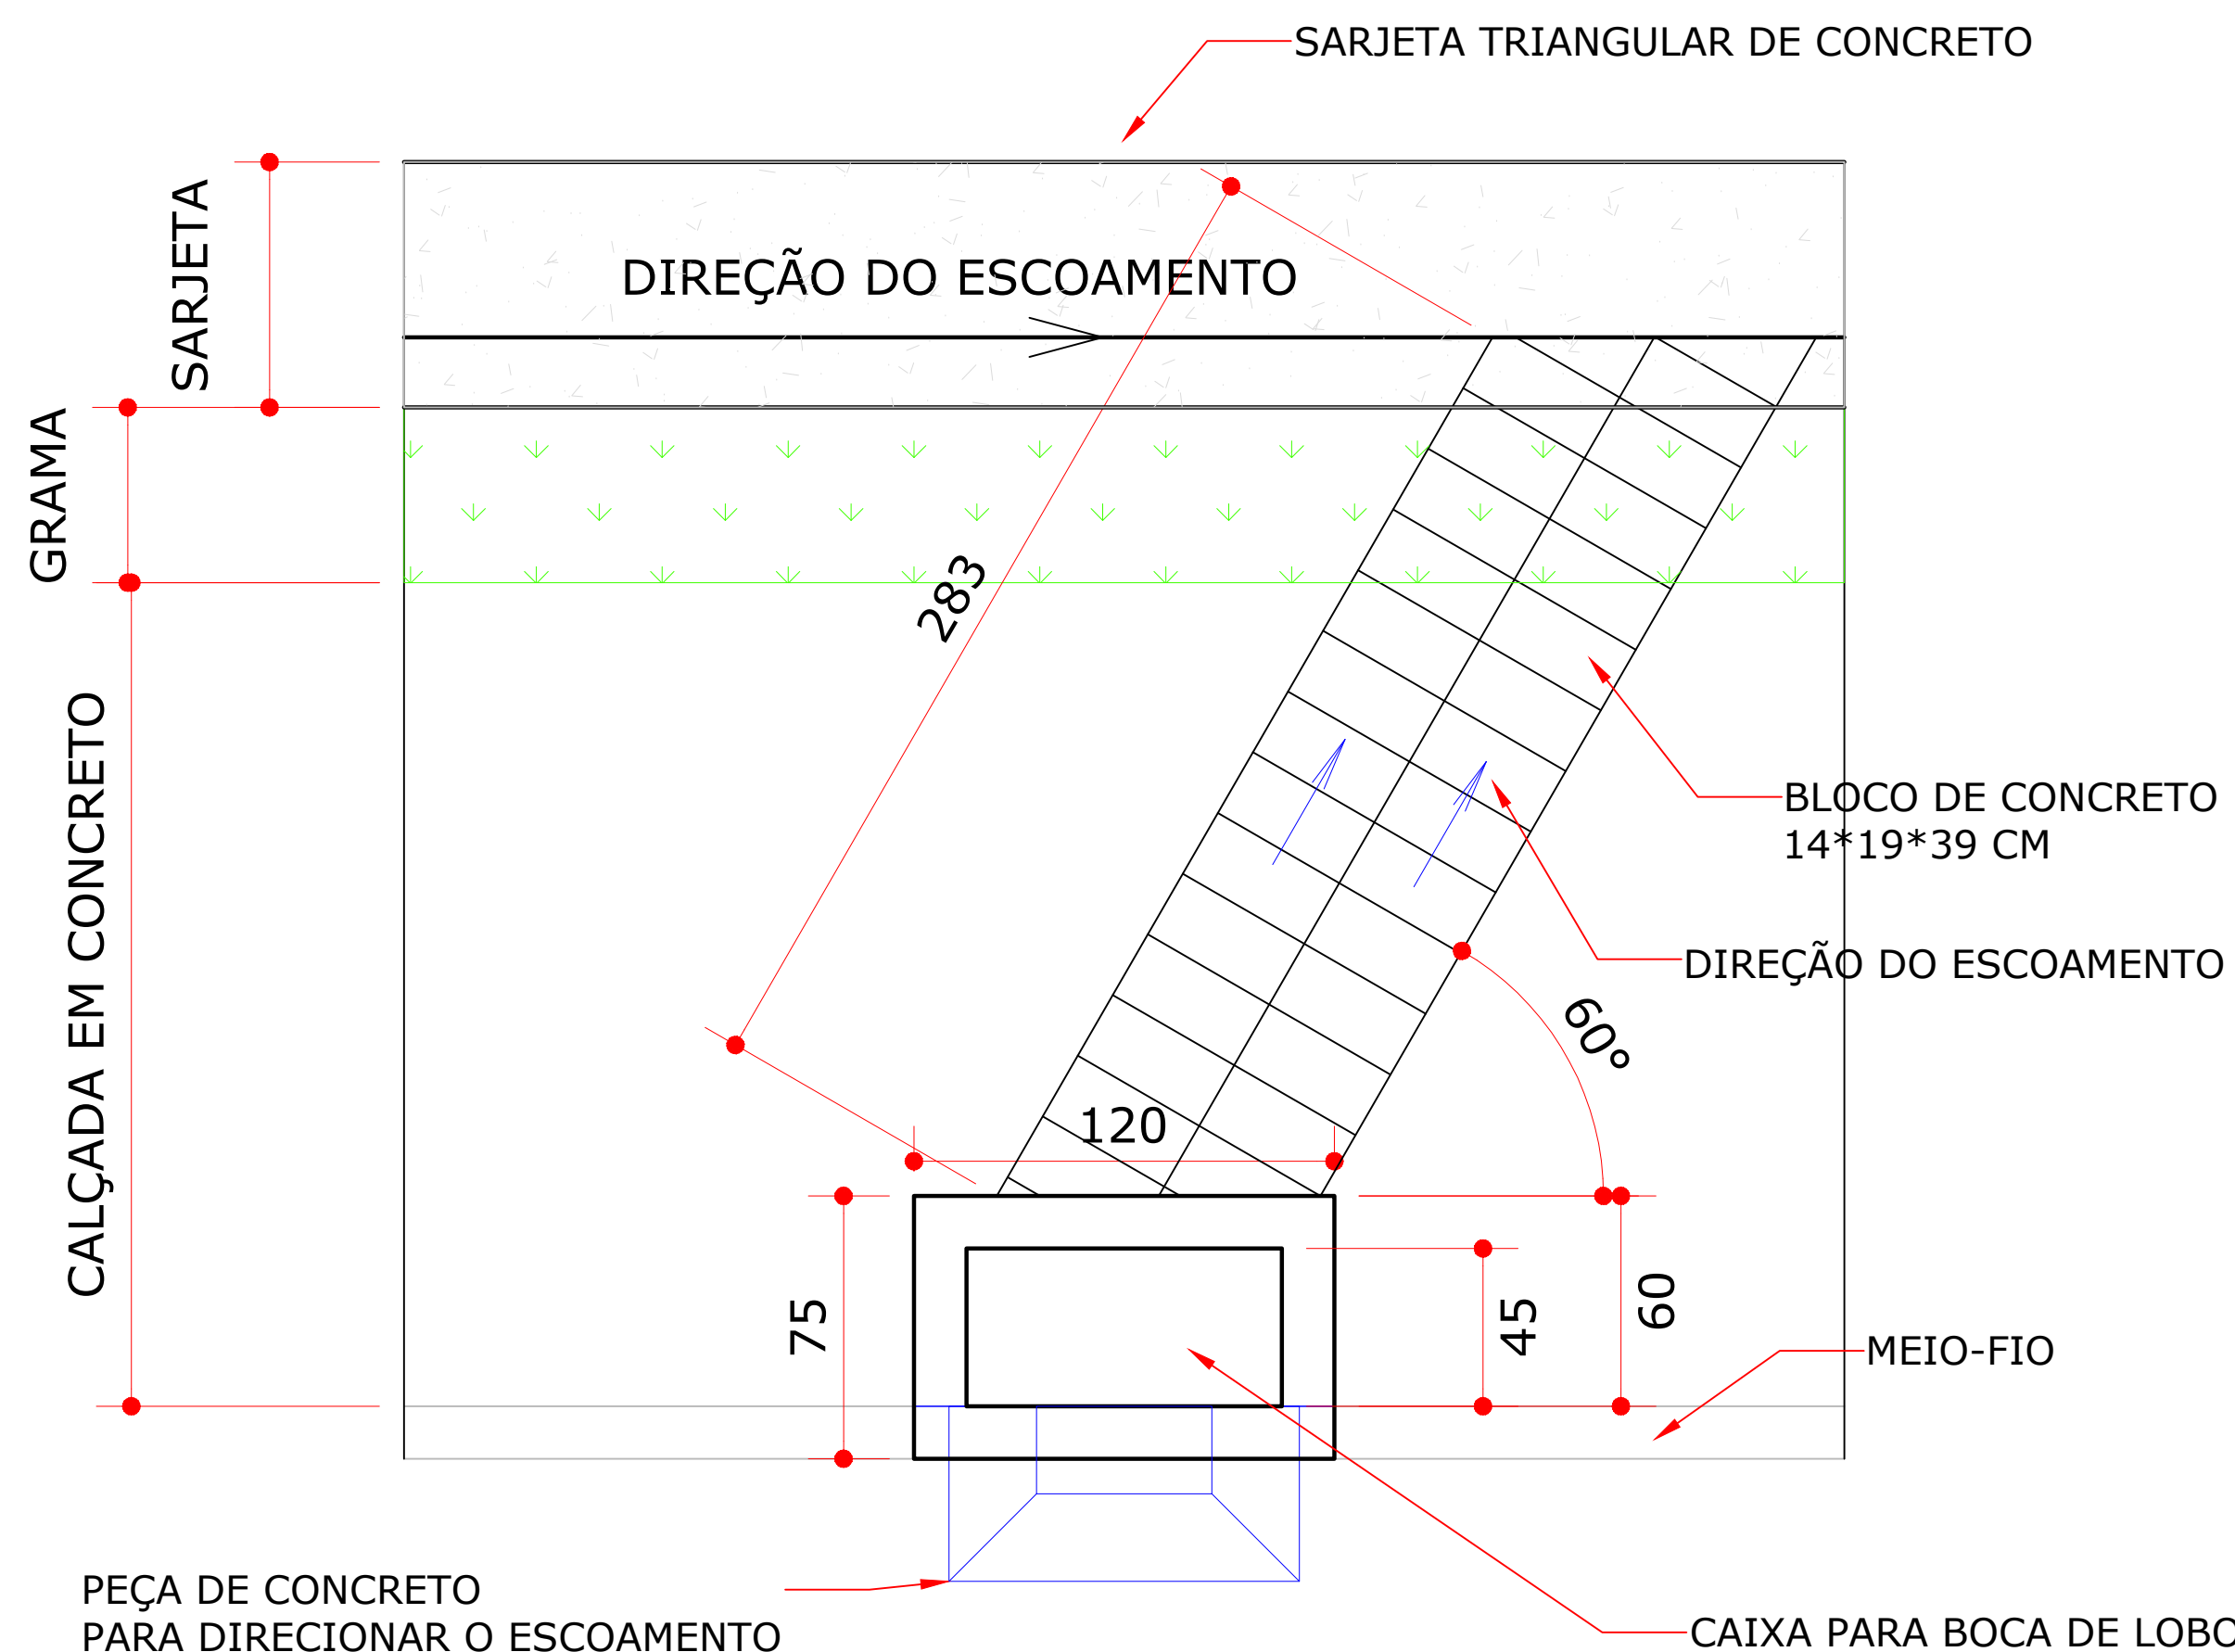 SARJETA TRIANGULAR DE CONCRETO
SARJETA
DIREÇÃO DO ESCOAMENTO
GRAMA
283
CALÇADA EM CONCRETO
BLOCO DE CONCRETO
14*19*39 CM
DIREÇÃO DO ESCOAMENTO
60°
120
75
45
60
MEIO-FIO
PEÇA DE CONCRETO
PARA DIRECIONAR O ESCOAMENTO
CAIXA PARA BOCA DE LOBO